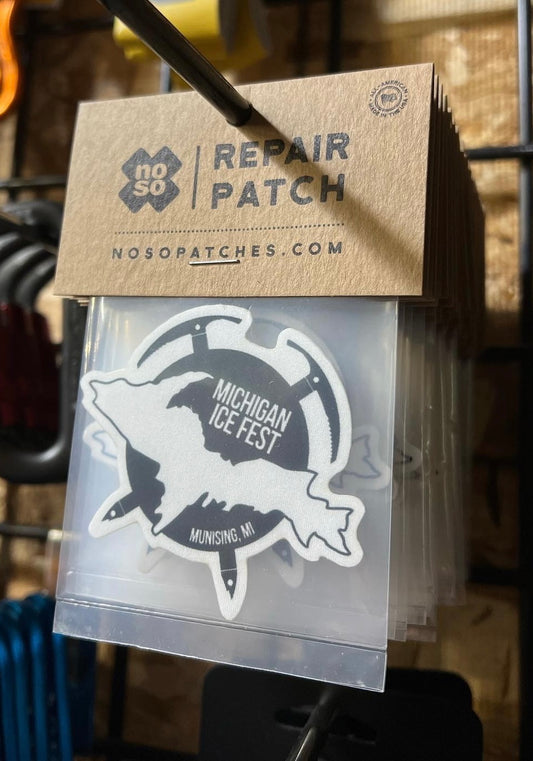 noso
REPAIR
PATCH
NOSOPATCHES.COM
MICHIGAN
ICE FEST
MUNISING, MI